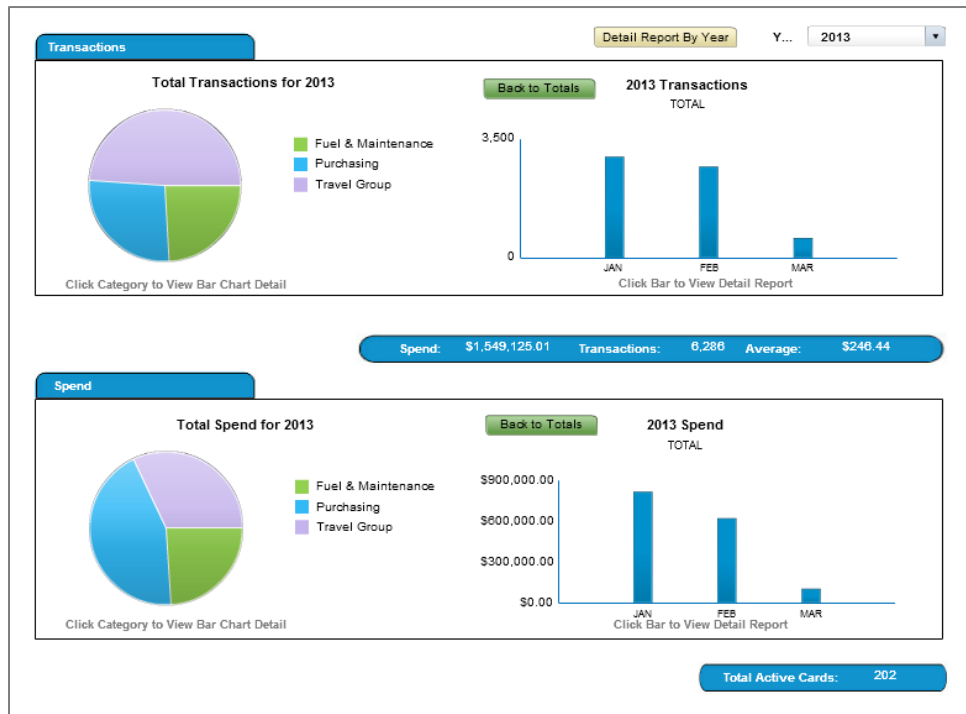 Transactions
Detail Report By Year
Y...
2013
Total Transactions for 2013
Back to Totals
2013 Transactions
TOTAL
Fuel & Maintenance
Purchasing
Travel Group
3,500
0
JAN
FEB
MAR
Click Category to View Bar Chart Detail
Click Bar to View Detail Report
Spend: $1,549,125.01 Transactions: 6,286 Average: $246.44
Spend
Total Spend for 2013
Back to Totals
2013 Spend
TOTAL
Fuel & Maintenance
Purchasing
Travel Group
$900,000.00
$600,000.00
$300,000.00
$0.00
JAN
FEB
MAR
Click Category to View Bar Chart Detail
Click Bar to View Detail Report
Total Active Cards: 202